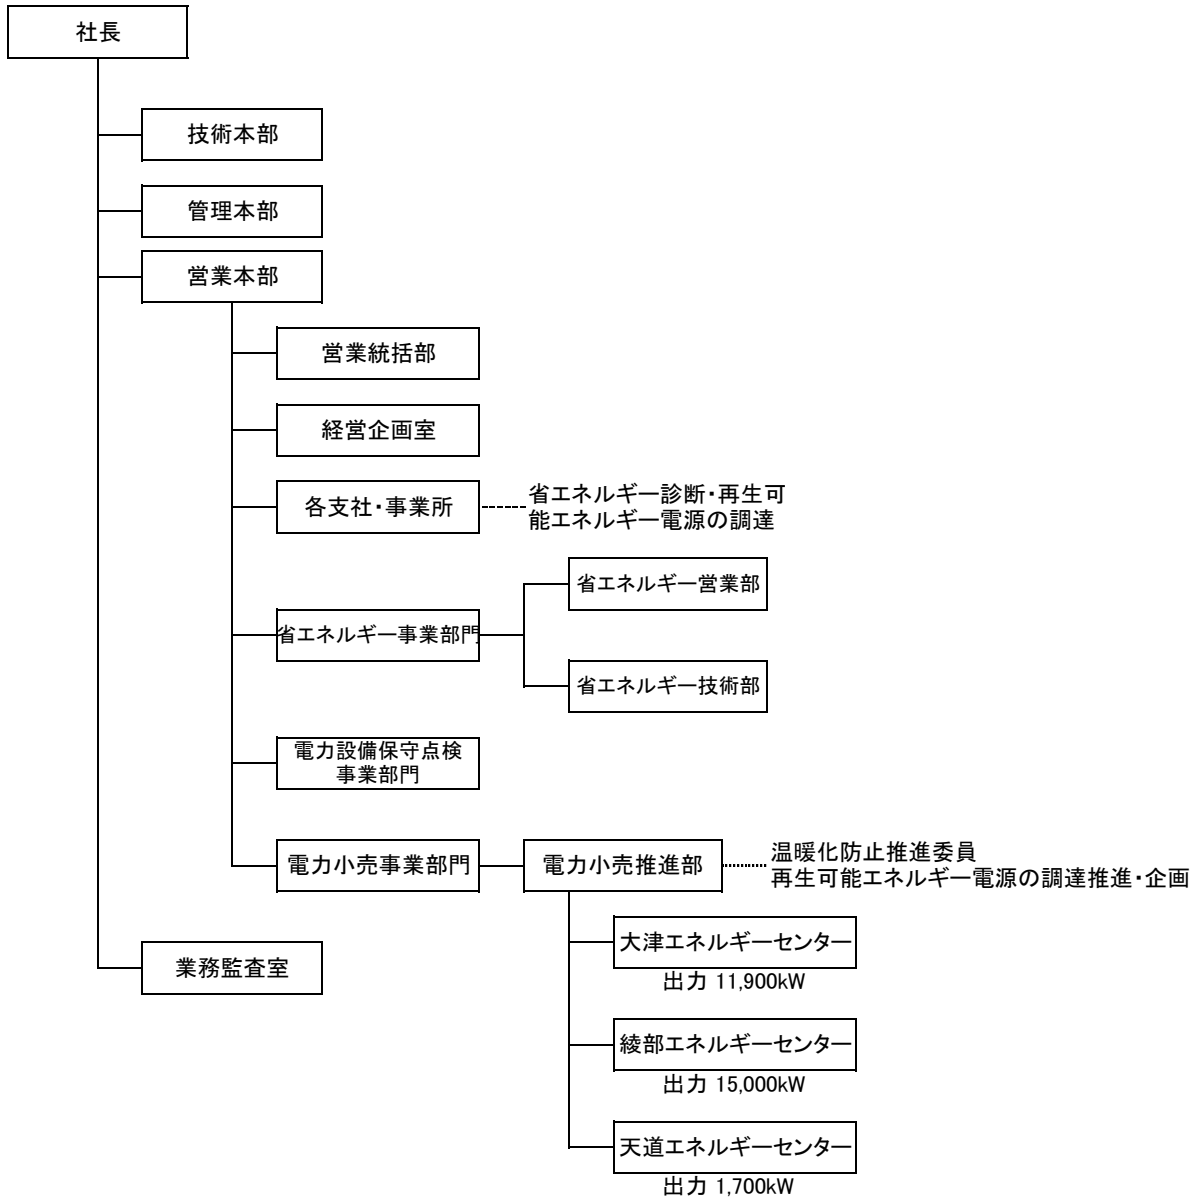 社長
技術本部
管理本部
営業本部
営業統括部
経営企画室
各支社・事業所
省エネルギー診断・再生可
能エネルギー電源の調達
省エネルギー営業部
省エネルギー事業部門
省エネルギー技術部
電力設備保守点検
事業部門
電力小売事業部門
電力小売推進部
温暖化防止推進委員
再生可能エネルギー電源の調達推進・企画
大津エネルギーセンター
出力 11,900kW
業務監査室
綾部エネルギーセンター
出力 15,000kW
天道エネルギーセンター
出力 1,700kW